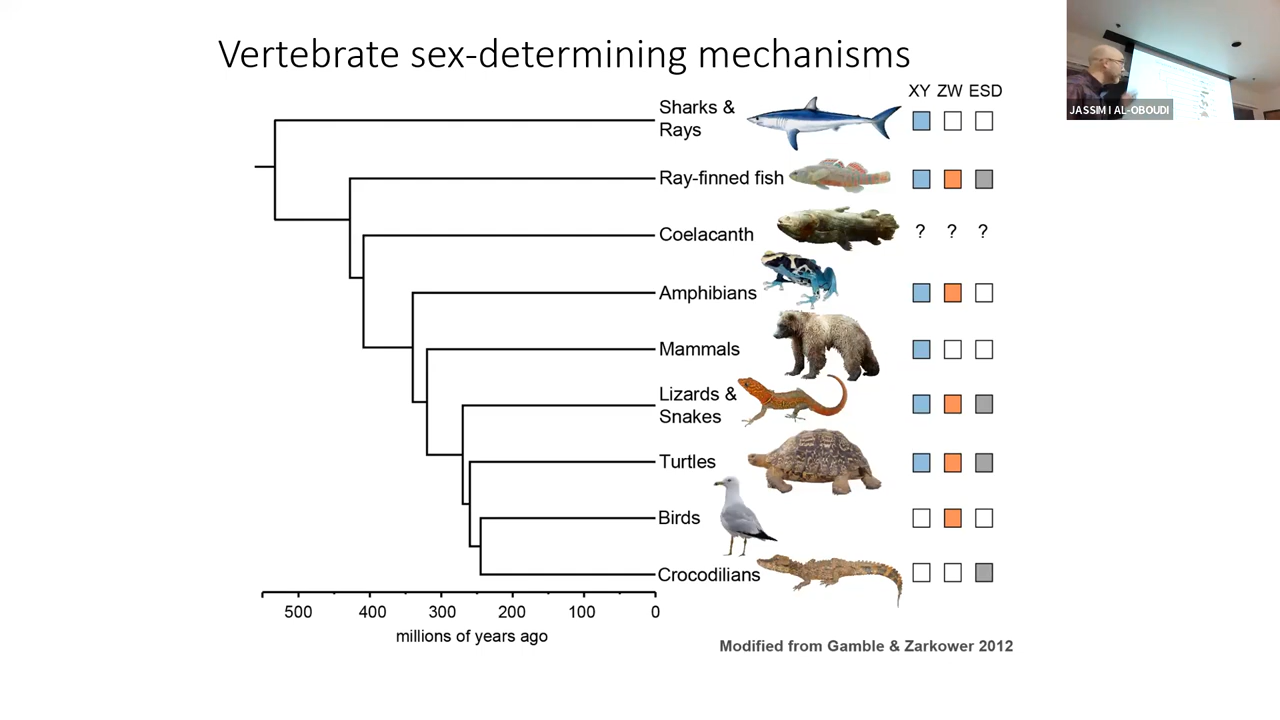 Vertebrate sex-determining mechanisms
JASSIM I AL-OBOUDI
XY ZW ESD
Sharks &
Rays
Ray-finned fish
Coelacanth ? ? ?
Amphibians
Mammals
Lizards &
Snakes
Turtles
Birds
Crocodilians
500 400 300 200 100 0
millions of years ago
Modified from Gamble & Zarkower 2012